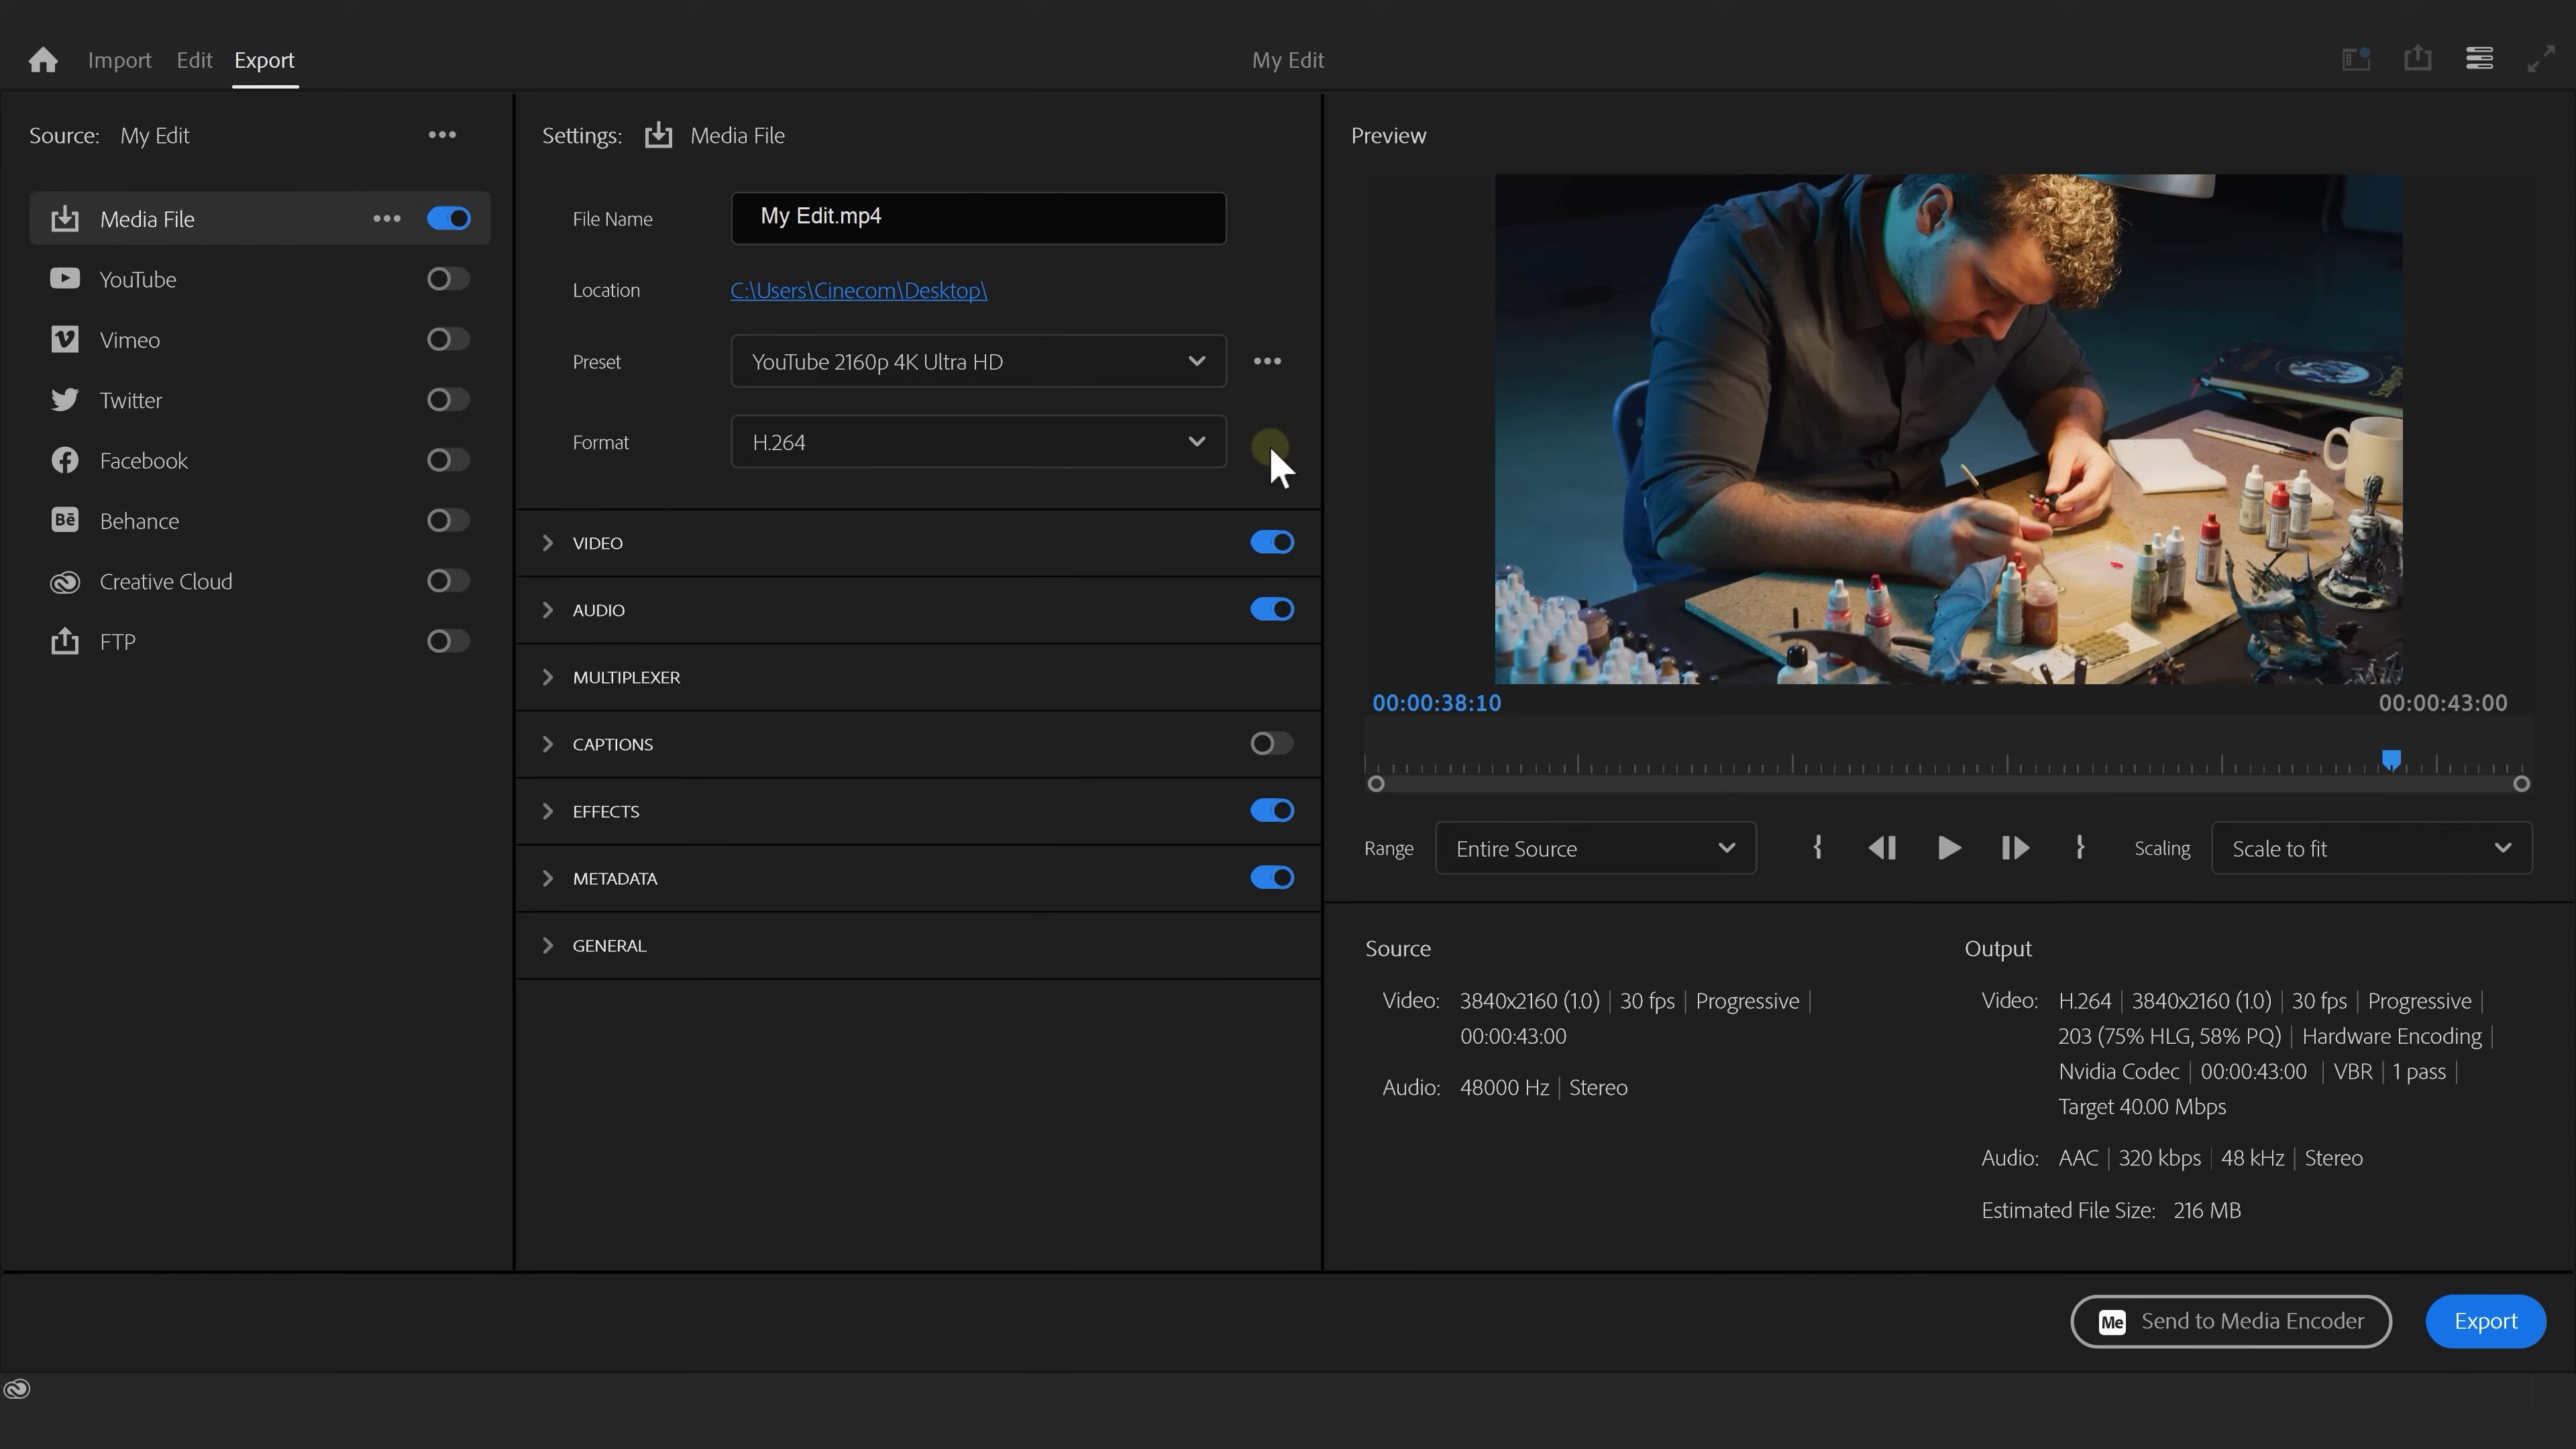 Import Edit Export
My Edit
Source: My Edit
Media File
YouTube
Vimeo
Twitter
Facebook
Bē Behance
Creative Cloud
FTP
Settings: Media File
File Name My Edit.mp4
Location C:\Users\Cinecom\Desktop\
Preset YouTube 2160p 4K Ultra HD
Format H.264
VIDEO
AUDIO
MULTIPLEXER
CAPTIONS
EFFECTS
METADATA
GENERAL
Preview
00:00:38:10 00:00:43:00
Range Entire Source Scaling Scale to fit
Source
Video: 3840x2160 (1.0) | 30 fps | Progressive |
00:00:43:00
Audio: 48000 Hz | Stereo
Output
Video: H.264 | 3840x2160 (1.0) | 30 fps | Progressive |
203 (75% HLG, 58% PQ) | Hardware Encoding |
Nvidia Codec | 00:00:43:00 | VBR | 1 pass |
Target 40.00 Mbps
Audio: AAC | 320 kbps | 48 kHz | Stereo
Estimated File Size: 216 MB
Me Send to Media Encoder Export